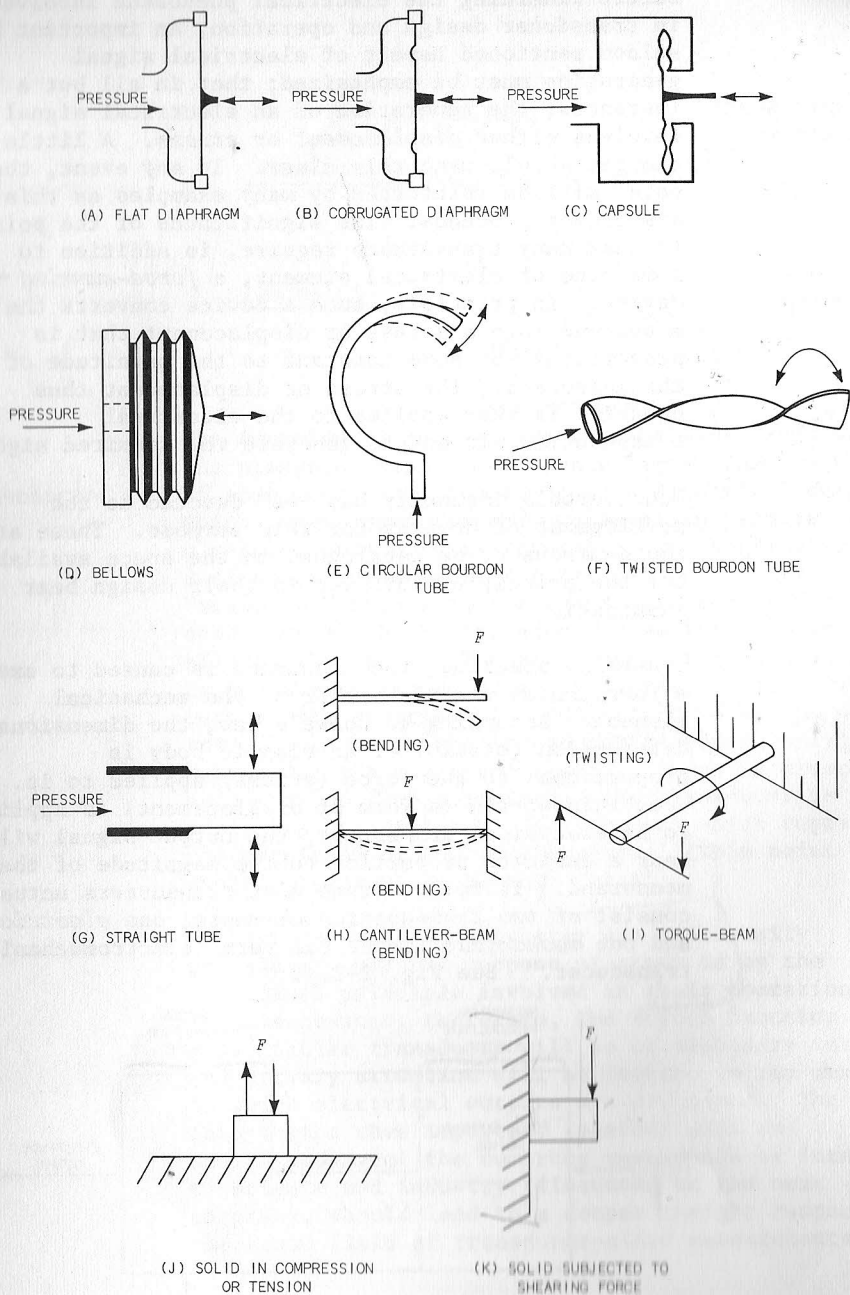 PRESSURE
PRESSURE
PRESSURE
(A) FLAT DIAPHRAGM
(B) CORRUGATED DIAPHRAGM
(C) CAPSULE
PRESSURE
PRESSURE
PRESSURE
(D) BELLOWS
(E) CIRCULAR BOURDON
TUBE
(F) TWISTED BOURDON TUBE
PRESSURE
F
(BENDING)
F
(BENDING)
(TWISTING)
F
F
(G) STRAIGHT TUBE
(H) CANTILEVER-BEAM
(BENDING)
(I) TORQUE-BEAM
F
F
(J) SOLID IN COMPRESSION
OR TENSION
(K) SOLID SUBJECTED TO
SHEARING FORCE